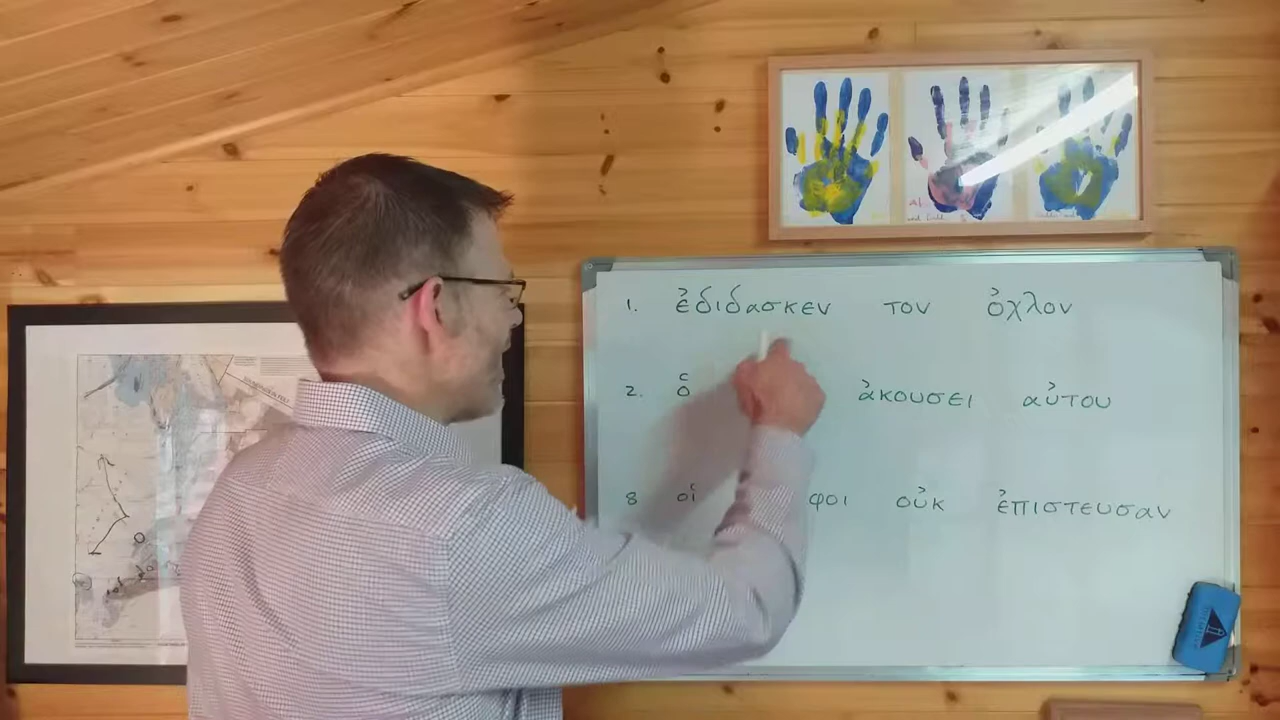 1. ἐδιδασκεν τον ὀχλον
2. ὁ ἀκουσει αὐτου
8 οἱ φοι οὐκ ἐπιστευσαν